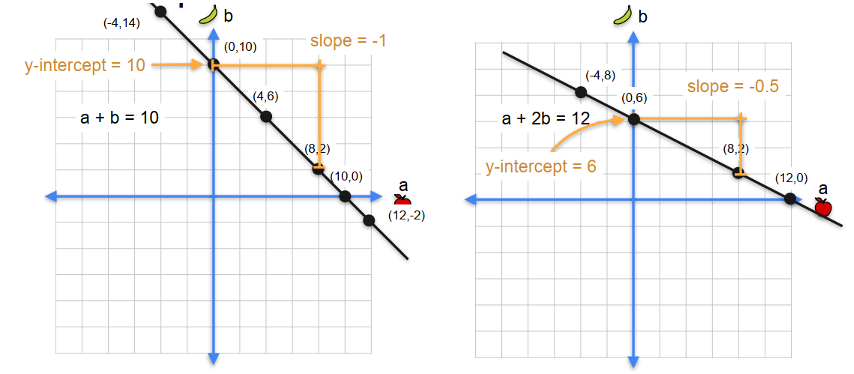 b
(-4,14)
(0,10)
slope = -1
y-intercept = 10
(4,6)
a + b = 10
(8,2)
(10,0)
a
(12,-2)
b
(-4,8)
slope = -0.5
(0,6)
a + 2b = 12
(8,2)
y-intercept = 6
(12,0)
a